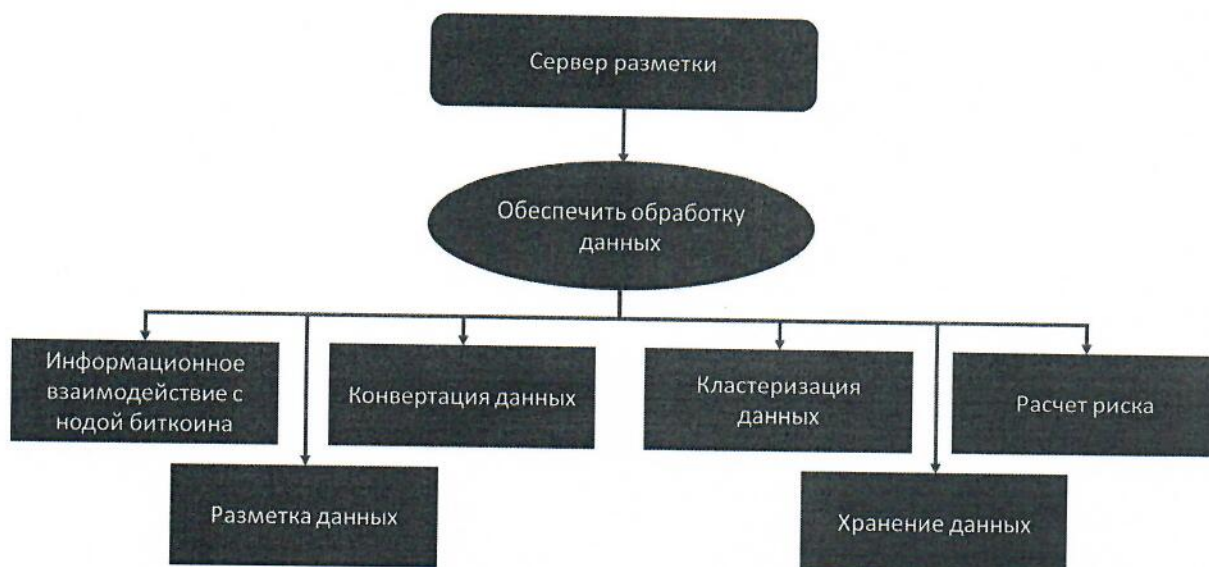 Сервер разметки
Обеспечить обработку
данных
Информационное
взаимодействие с
нодой биткоина
Конвертация данных
Кластеризация
данных
Расчет риска
Разметка данных
Хранение данных